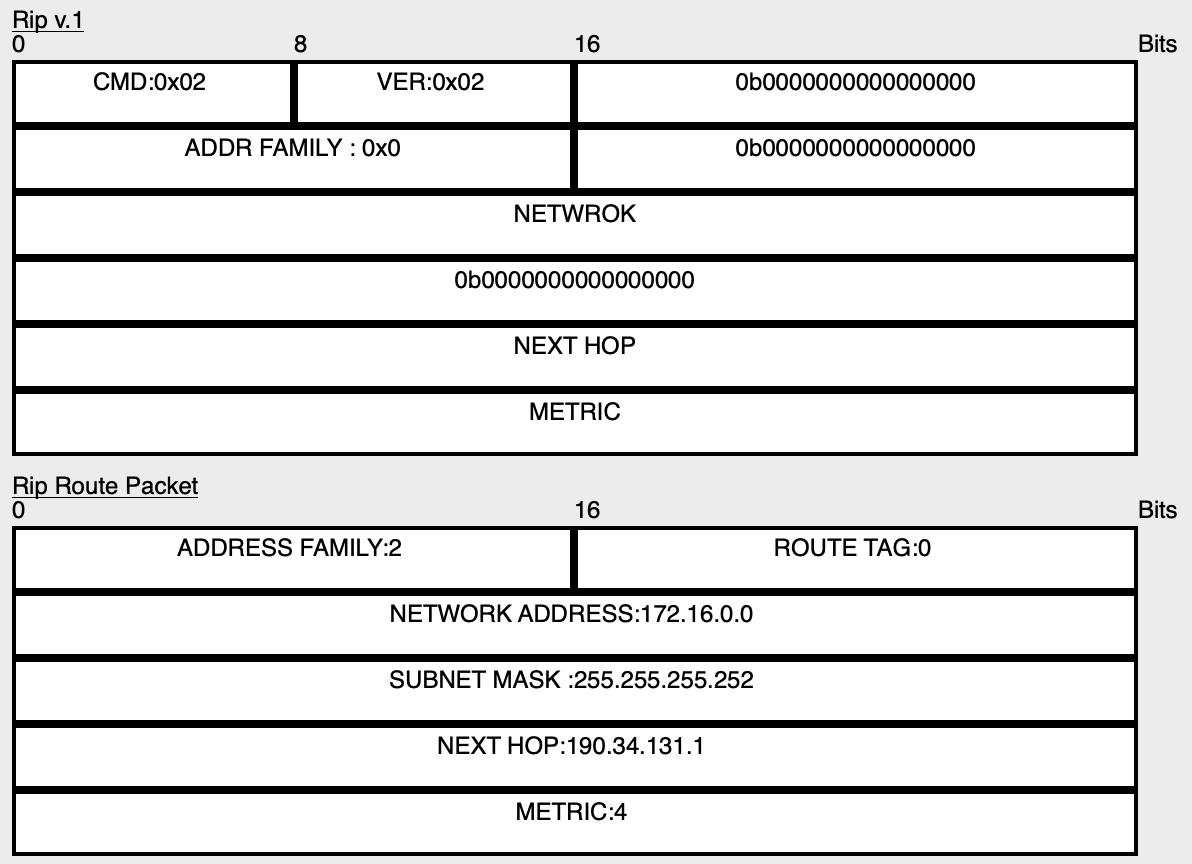 Rip v.1
0 8 16 Bits
CMD:0x02 VER:0x02 0b0000000000000000
ADDR FAMILY : 0x0 0b0000000000000000
NETWROK
0b0000000000000000
NEXT HOP
METRIC
Rip Route Packet
0 16 Bits
ADDRESS FAMILY:2 ROUTE TAG:0
NETWORK ADDRESS:172.16.0.0
SUBNET MASK :255.255.255.252
NEXT HOP:190.34.131.1
METRIC:4